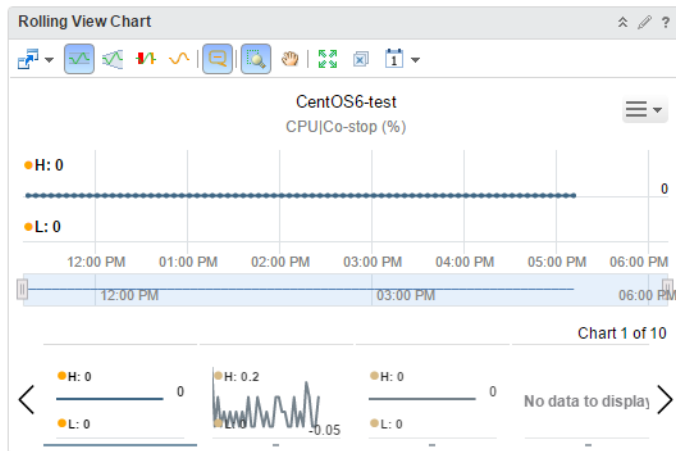 Rolling View Chart
?
1
CentOS6-test
CPU|Co-stop (%)
H: 0
0
L: 0
12:00 PM 01:00 PM 02:00 PM 03:00 PM 04:00 PM 05:00 PM 06:00 PM
12:00 PM 03:00 PM 06:00 PM
Chart 1 of 10
H: 0 H: 0.2 H: 0
0 0
No data to display
L: 0 L: 0 -0.05 L: 0
- - -